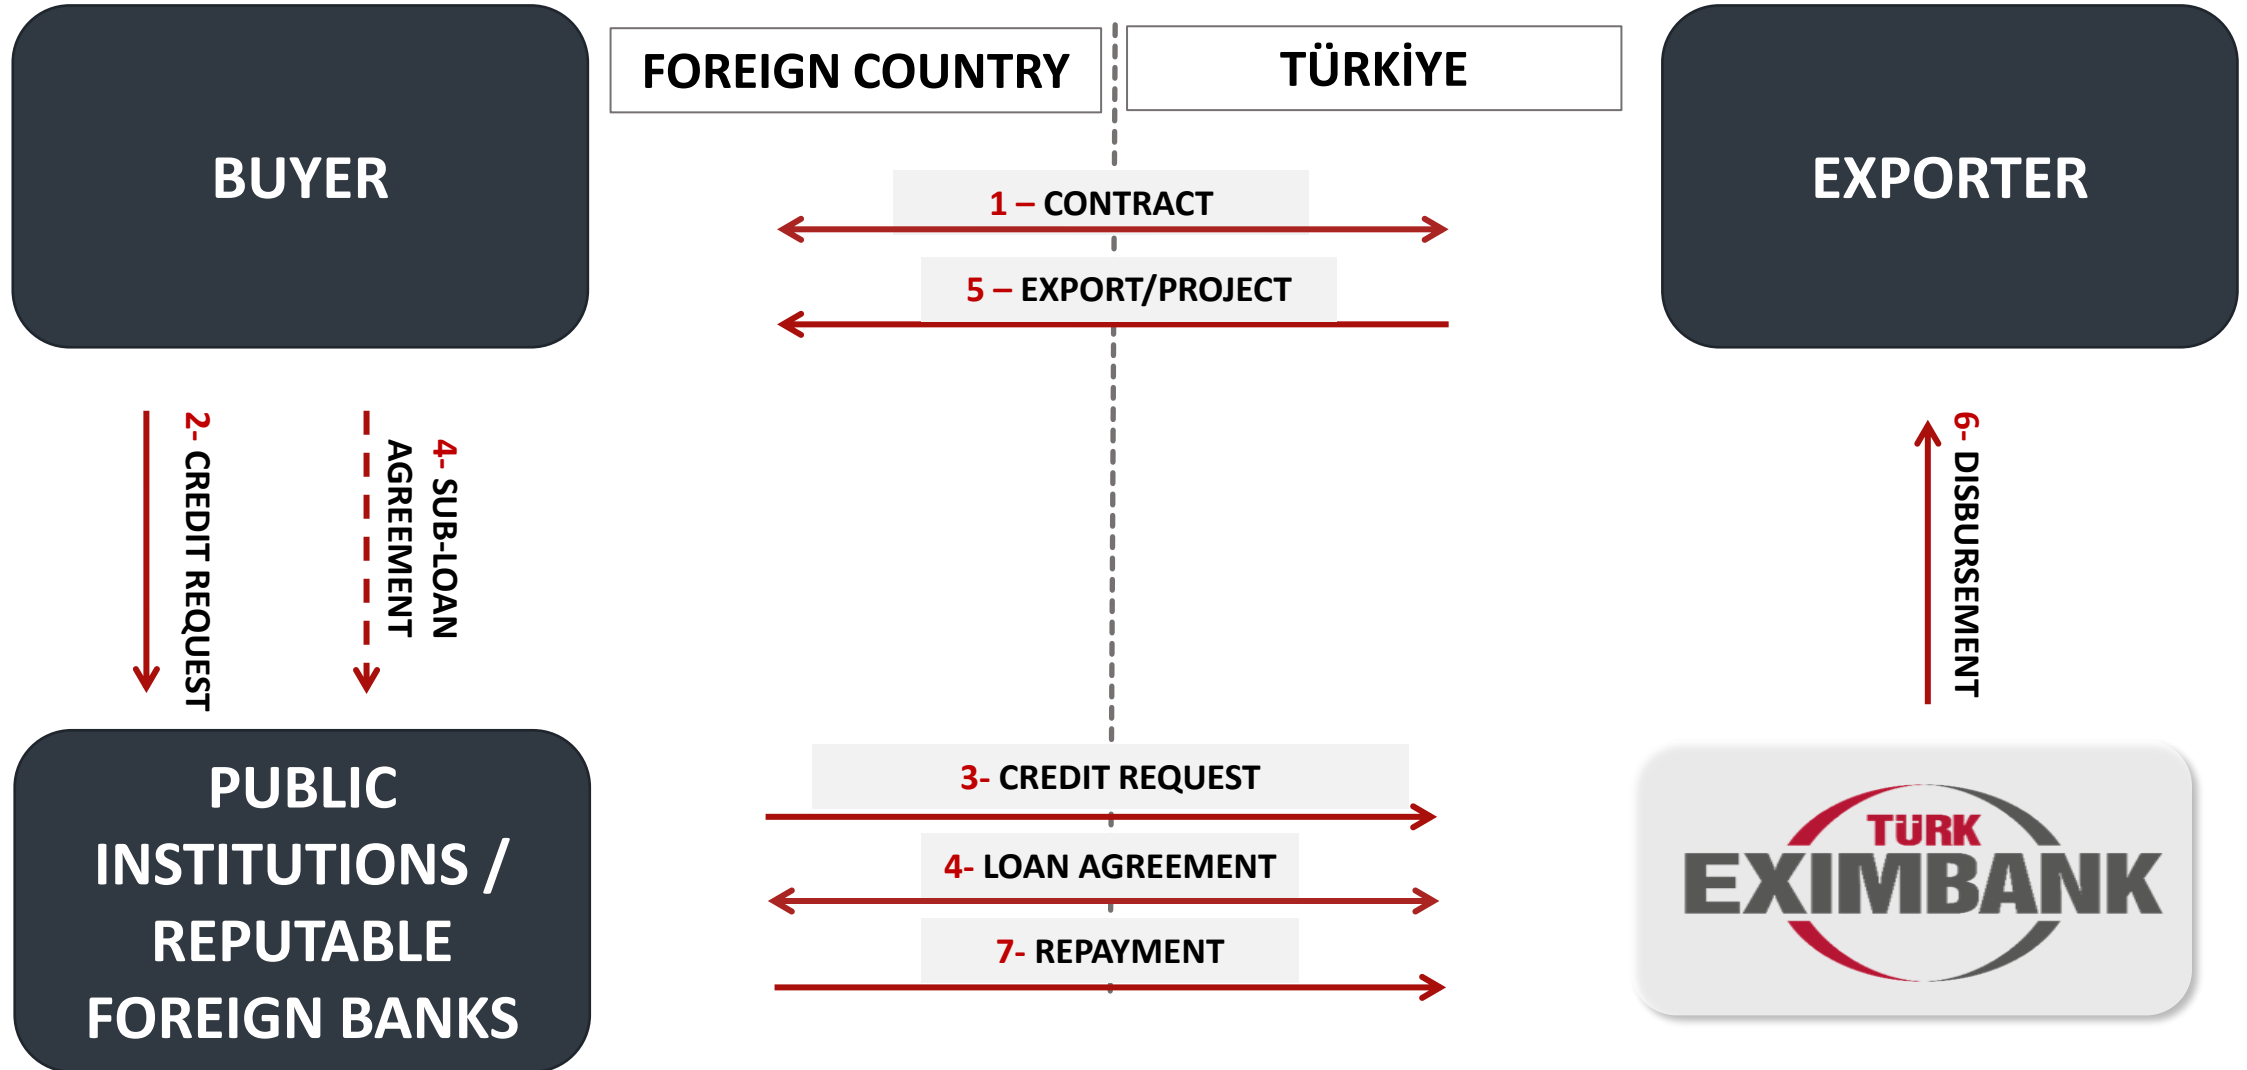 BUYER
FOREIGN COUNTRY
TÜRKİYE
EXPORTER
1 – CONTRACT
5 – EXPORT/PROJECT
2- CREDIT REQUEST
4- SUB-LOAN
AGREEMENT
6- DISBURSEMENT
PUBLIC
INSTITUTIONS /
REPUTABLE
FOREIGN BANKS
3- CREDIT REQUEST
4- LOAN AGREEMENT
7- REPAYMENT
TÜRK
EXIMBANK